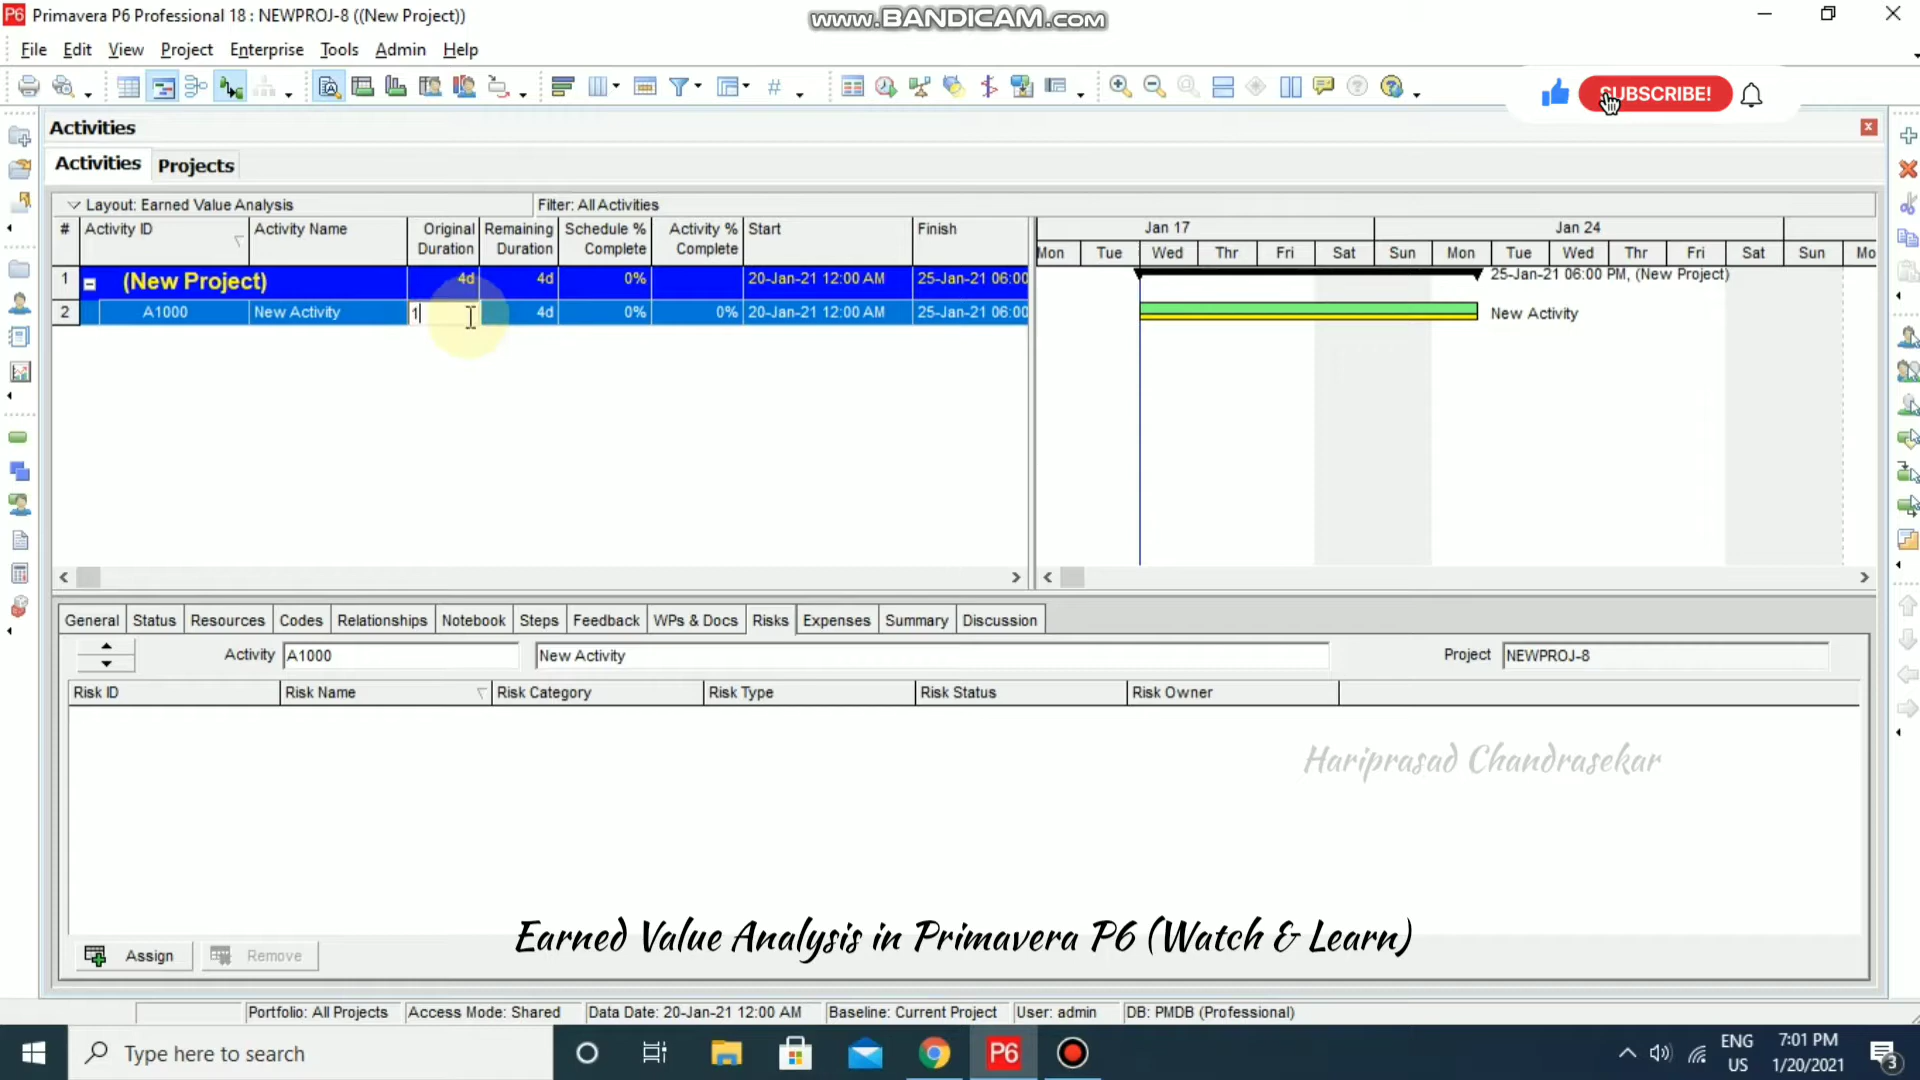 P6 Primavera P6 Professional 18 : NEWPROJ-8 ((New Project))
www.BANDICAM.com
File Edit View Project Enterprise Tools Admin Help
SUBSCRIBE!
Activities
Activities Projects
Layout: Earned Value Analysis Filter: All Activities
# Activity ID Activity Name Original Duration Remaining Duration Schedule % Complete Activity % Complete Start Finish
Jan 17 Jan 24
Mon Tue Wed Thr Fri Sat Sun Mon Tue Wed Thr Fri Sat Sun Mo
1 (New Project) 4d 4d 0% 20-Jan-21 12:00 AM 25-Jan-21 06:00
25-Jan-21 06:00 PM, (New Project)
2 A1000 New Activity 1 4d 0% 0% 20-Jan-21 12:00 AM 25-Jan-21 06:00
New Activity
General Status Resources Codes Relationships Notebook Steps Feedback WPs & Docs Risks Expenses Summary Discussion
Activity A1000 New Activity Project NEWPROJ-8
Risk ID Risk Name Risk Category Risk Type Risk Status Risk Owner
Hariprasad Chandrasekar
Earned Value Analysis in Primavera P6 (Watch & Learn)
Assign Remove
Portfolio: All Projects Access Mode: Shared Data Date: 20-Jan-21 12:00 AM Baseline: Current Project User: admin DB: PMDB (Professional)
Type here to search
P6
ENG
US
7:01 PM
1/20/2021
3